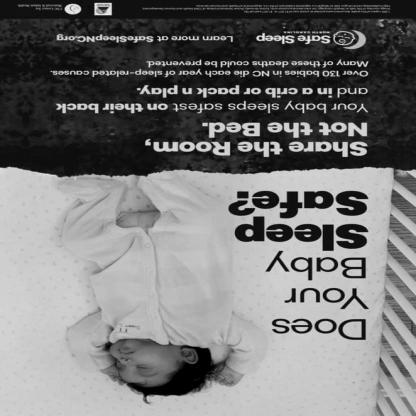 Does
Your
Baby
Sleep
Safe?
Share the Room,
Not the Bed.
Your baby sleeps safest on their back
and in a crib or pack n play.
Over 130 babies in NC die each year of sleep-related causes.
Many of these deaths could be prevented.
Safe Sleep
NORTH CAROLINA
Learn more at SafeSleepNC.org